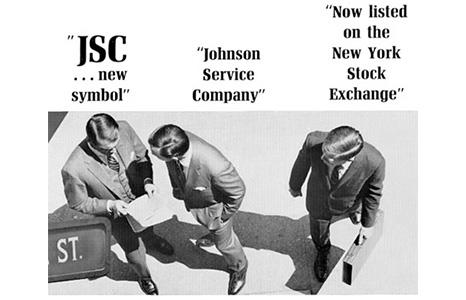 "JSC
...new
symbol"
"Johnson
Service
Company"
"Now listed
on the
New York
Stock
Exchange"
ST.